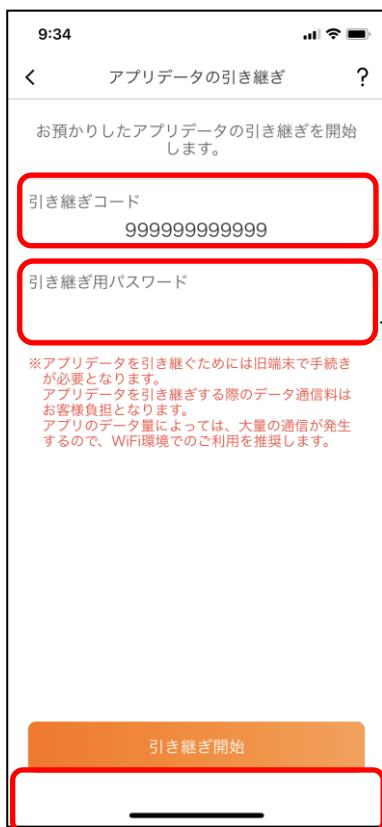 9:34
アプリデータの引き継ぎ ?
お預かりしたアプリデータの引き継ぎを開始
します。
引き継ぎコード
999999999999
引き継ぎ用パスワード
※アプリデータを引き継ぐためには旧端末で手続き
が必要となります。
アプリデータを引き継ぎする際のデータ通信料は
お客様負担となります。
アプリのデータ量によっては、大量の通信が発生
するので、WiFi環境でのご利用を推奨します。
引き継ぎ開始